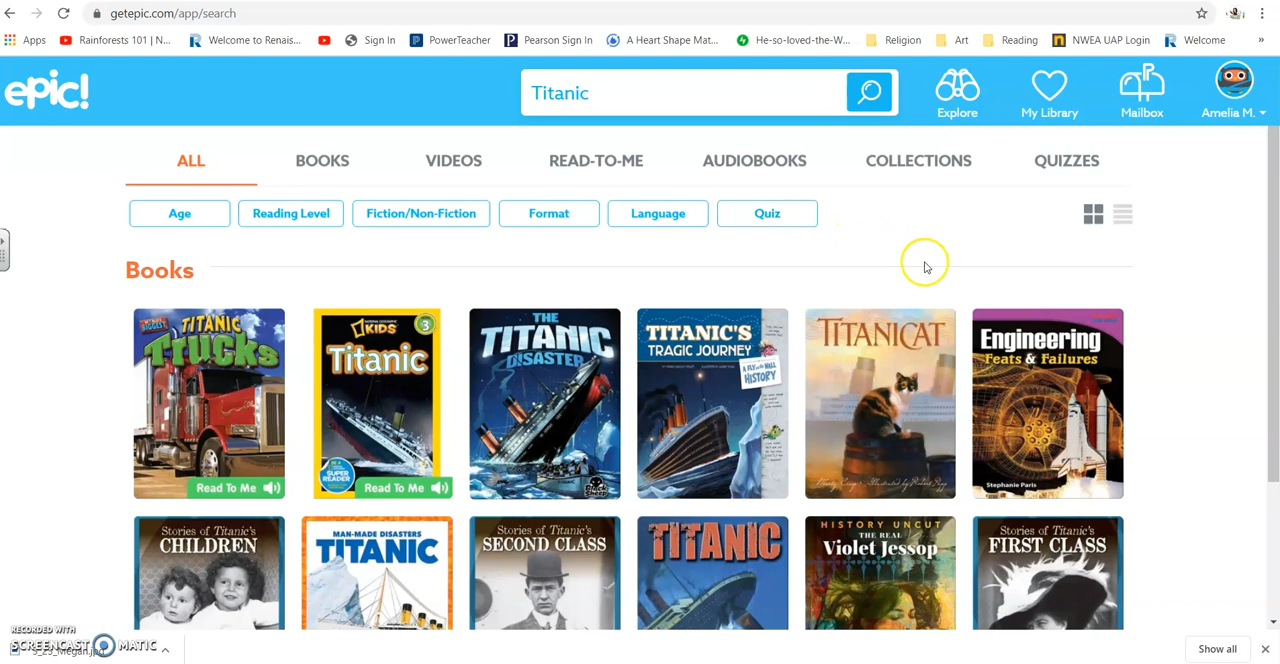 getepic.com/app/search
Apps
Rainforests 101 | N...
Welcome to Renais...
Sign In
PowerTeacher
Pearson Sign In
A Heart Shape Mat...
He-so-loved-the-W...
Religion
Art
Reading
NWEA UAP Login
Welcome
»
epic!
Titanic
Explore
My Library
Mailbox
Amelia M.
ALL
BOOKS
VIDEOS
READ-TO-ME
AUDIOBOOKS
COLLECTIONS
QUIZZES
Age
Reading Level
Fiction/Non-Fiction
Format
Language
Quiz
Books
TITANIC
Trucks
Read To Me
NATIONAL GEOGRAPHIC
KiDS
3
Titanic
SUPER
READER
Read To Me
THE
TITANIC
DISASTER
TITANIC'S
TRAGIC JOURNEY
A FLY ON THE WALL
HISTORY
TITANICAT
Engineering
Feats & Failures
Stephanie Paris
Stories of Titanic's
CHILDREN
MAN-MADE DISASTERS
TITANIC
Stories of Titanic's
SECOND CLASS
TITANIC
HISTORY UNCUT
THE REAL
Violet Jessop
Stories of Titanic's
FIRST CLASS
RECORDED WITH
SCREENCAST MATIC
Show all